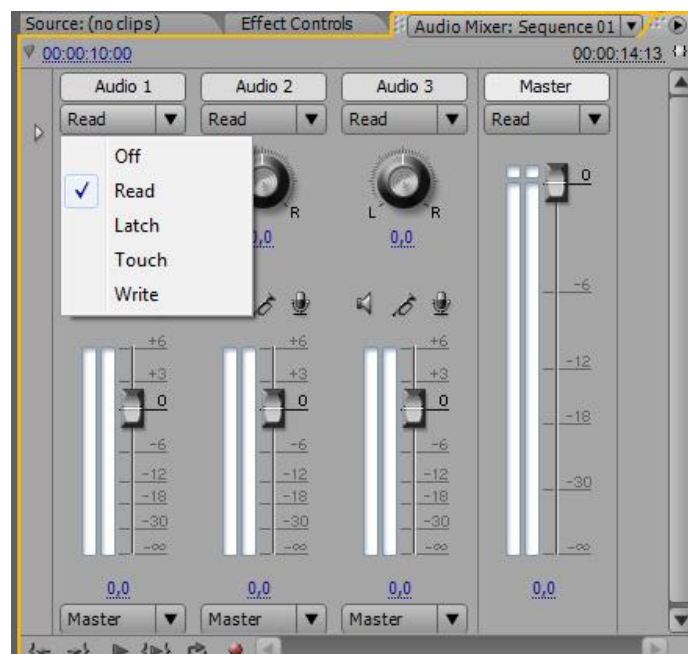 Source: (no clips) Effect Controls Audio Mixer: Sequence 01
00:00:10:00 00:00:14:13
Audio 1 Audio 2 Audio 3 Master
Read Read Read Read
Off
Read
Latch
Touch
Write
R L R
0,0 0,0
0
-6
-12
-18
-30
-∞
+6 +6 +6
+3 +3 +3
0 0 0
-6 -6 -6
-12 -12 -12
-18 -18 -18
-30 -30 -30
-∞ -∞ -∞
0,0 0,0 0,0 0,0
Master Master Master